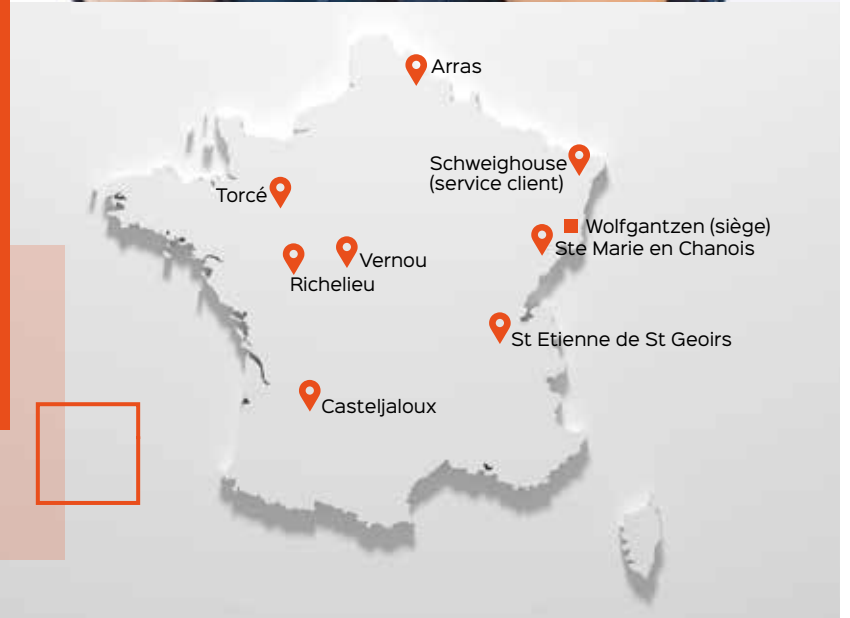 Arras
Schweighouse
(service client)
Torcé
Wolfgantzen (siège)
Ste Marie en Chanois
Vernou
Richelieu
St Etienne de St Geoirs
Casteljaloux